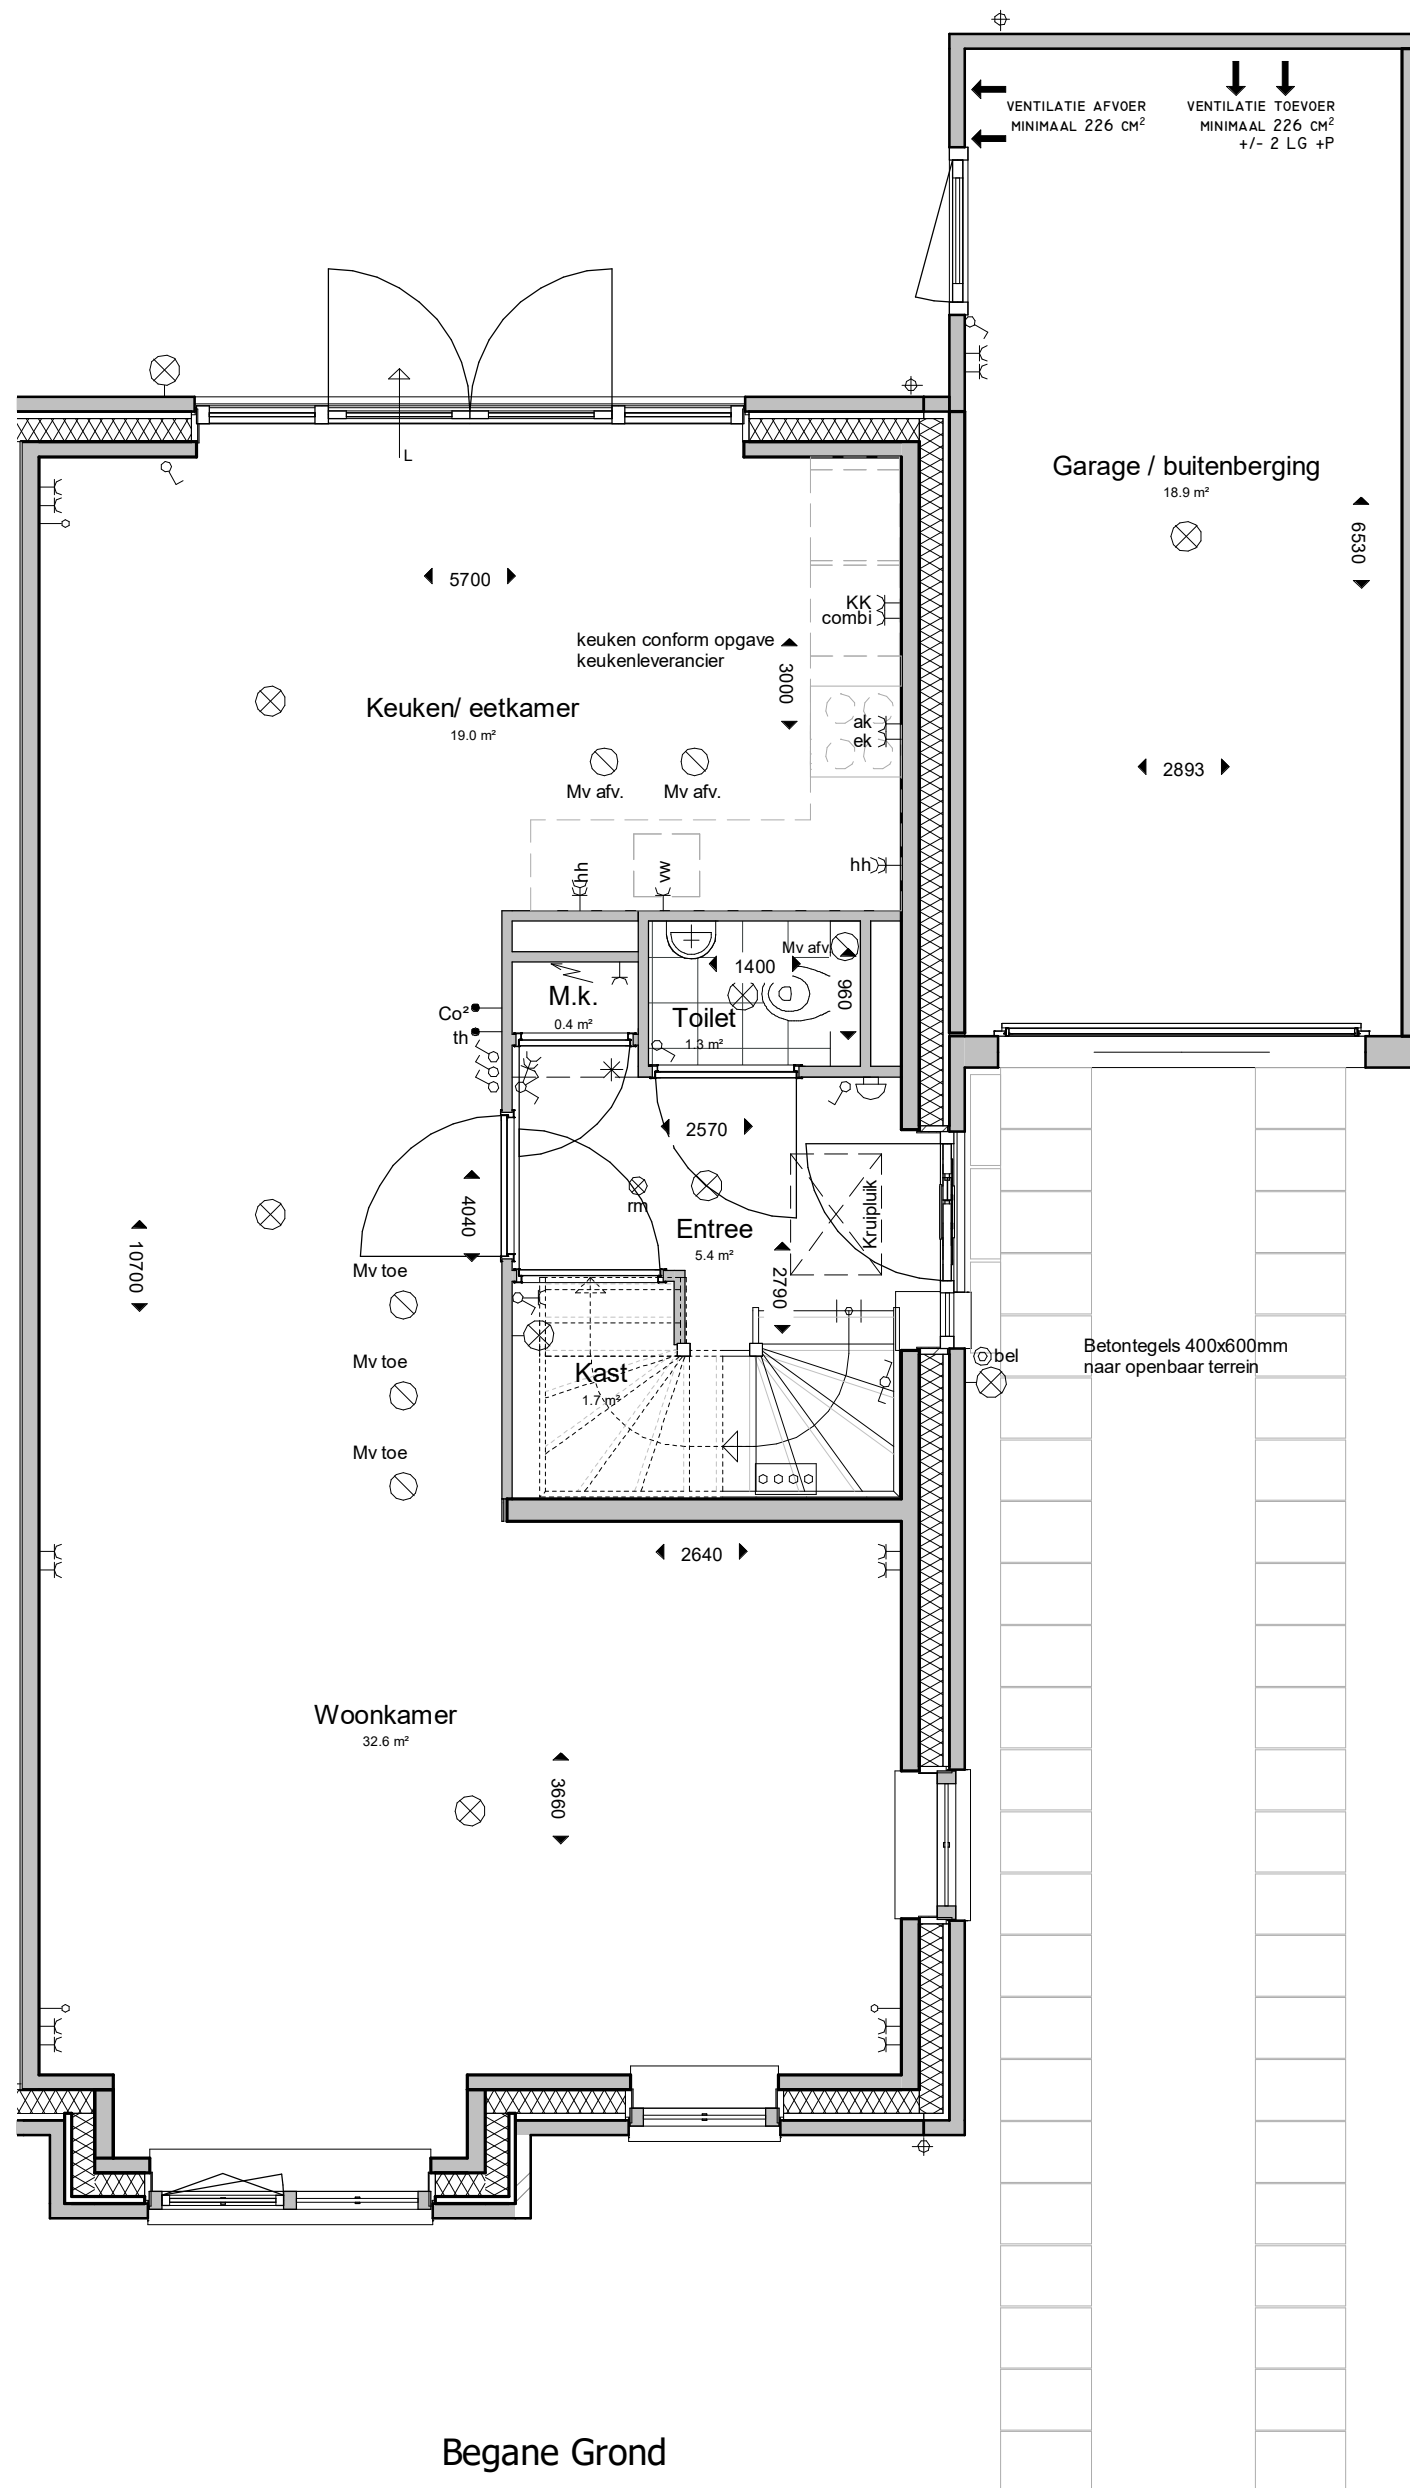 VENTILATIE AFVOER
MINIMAAL 226 CM²
VENTILATIE TOEVOER
MINIMAAL 226 CM²
+/- 2 LG +P
L
Garage / buitenberging
18.9 m²
6530
5700
KK
combi
keuken conform opgave
keukenleverancier
3000
Keuken/ eetkamer
19.0 m²
ak
ek
2893
Mv afv.
Mv afv.
hh
vw
hh
Mv afv.
1400
960
M.k.
0.4 m²
Toilet
1.3 m²
Co²
th
2570
4040
rm
Kruipluik
Entree
5.4 m²
10700
2790
Mv toe
bel
Betontegels 400x600mm
naar openbaar terrein
Mv toe
Kast
1.7 m²
Mv toe
2640
Woonkamer
32.6 m²
3660
Begane Grond